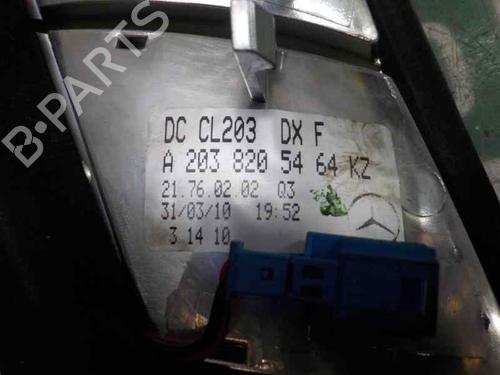 B-PARTS
DC CL203 DX F
A 203 820 54 64 KZ
21.76.02.02 Q3
31/03/10 19:52
3 14 10